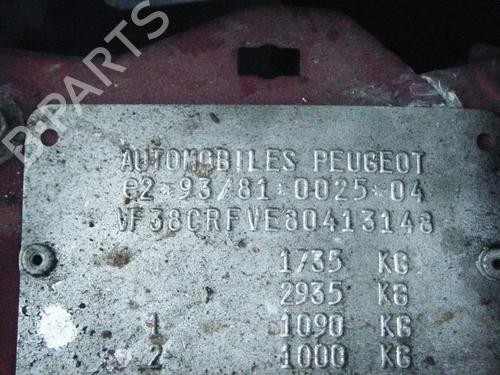 B-PARTS
AUTOMOBILES PEUGEOT
e2*93/81*0025*04
VF38CRFVE80413148
1735 KG
2935 KG
1 1090 KG
2 1000 KG